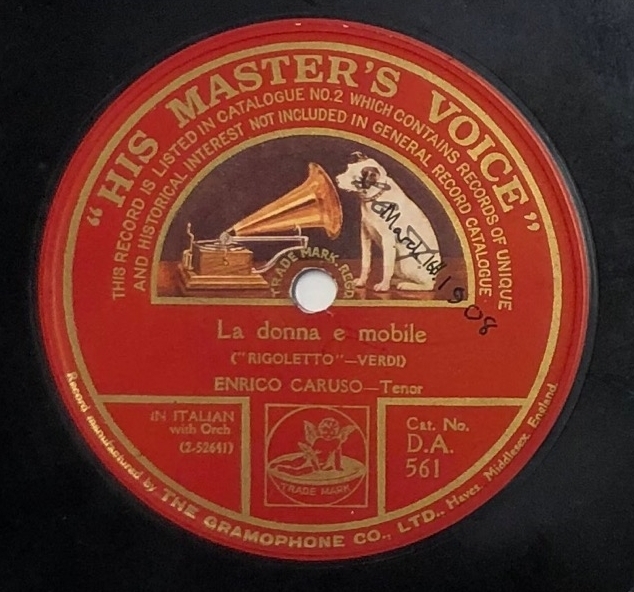 "HIS MASTER'S VOICE"
THIS RECORD IS LISTED IN CATALOGUE NO.2 WHICH CONTAINS RECORDS OF UNIQUE
AND HISTORICAL INTEREST NOT INCLUDED IN GENERAL RECORD CATALOGUE
March 16th 1908
TRADE MARK REGD
La donna e mobile
("RIGOLETTO"—VERDI)
ENRICO CARUSO—Tenor
IN ITALIAN
with Orch
(2-52641)
TRADE MARK
Cat. No.
D.A.
561
Record manufactured by THE GRAMOPHONE CO., LTD., Hayes, Middlesex, England.